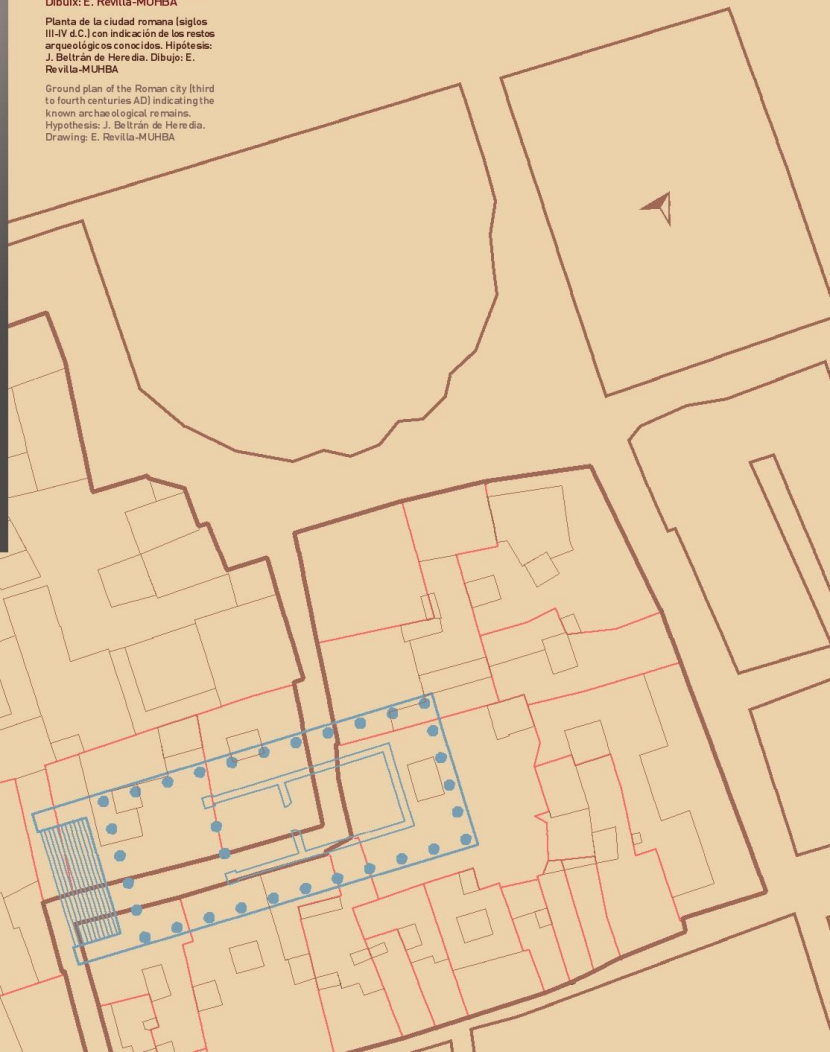 Dibuix: E. Revilla-MUHBA
Planta de la ciudad romana (siglos
III-IV d.C.) con indicación de los restos
arqueológicos conocidos. Hipótesis:
J. Beltrán de Heredia. Dibujo: E.
Revilla-MUHBA
Ground plan of the Roman city (third
to fourth centuries AD) indicating the
known archaeological remains.
Hypothesis: J. Beltrán de Heredia.
Drawing: E. Revilla-MUHBA